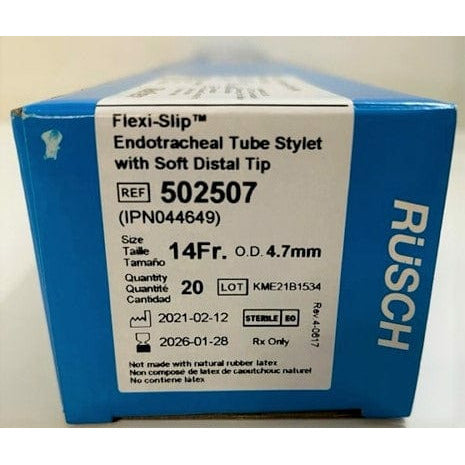 Flexi-Slip™
Endotracheal Tube Stylet
with Soft Distal Tip
REF 502507
(IPN044649)
Size
Taille
Tamaño
14Fr. O.D. 4.7mm
Quantity
Quantité
Cantidad
20 LOT KME21B1534
2021-02-12 STERILE EO
2026-01-28 Rx Only
Rev 4-0617
Not made with natural rubber latex
Non composé de latex de caoutchouc naturel
No contiene latex
RÜSCH